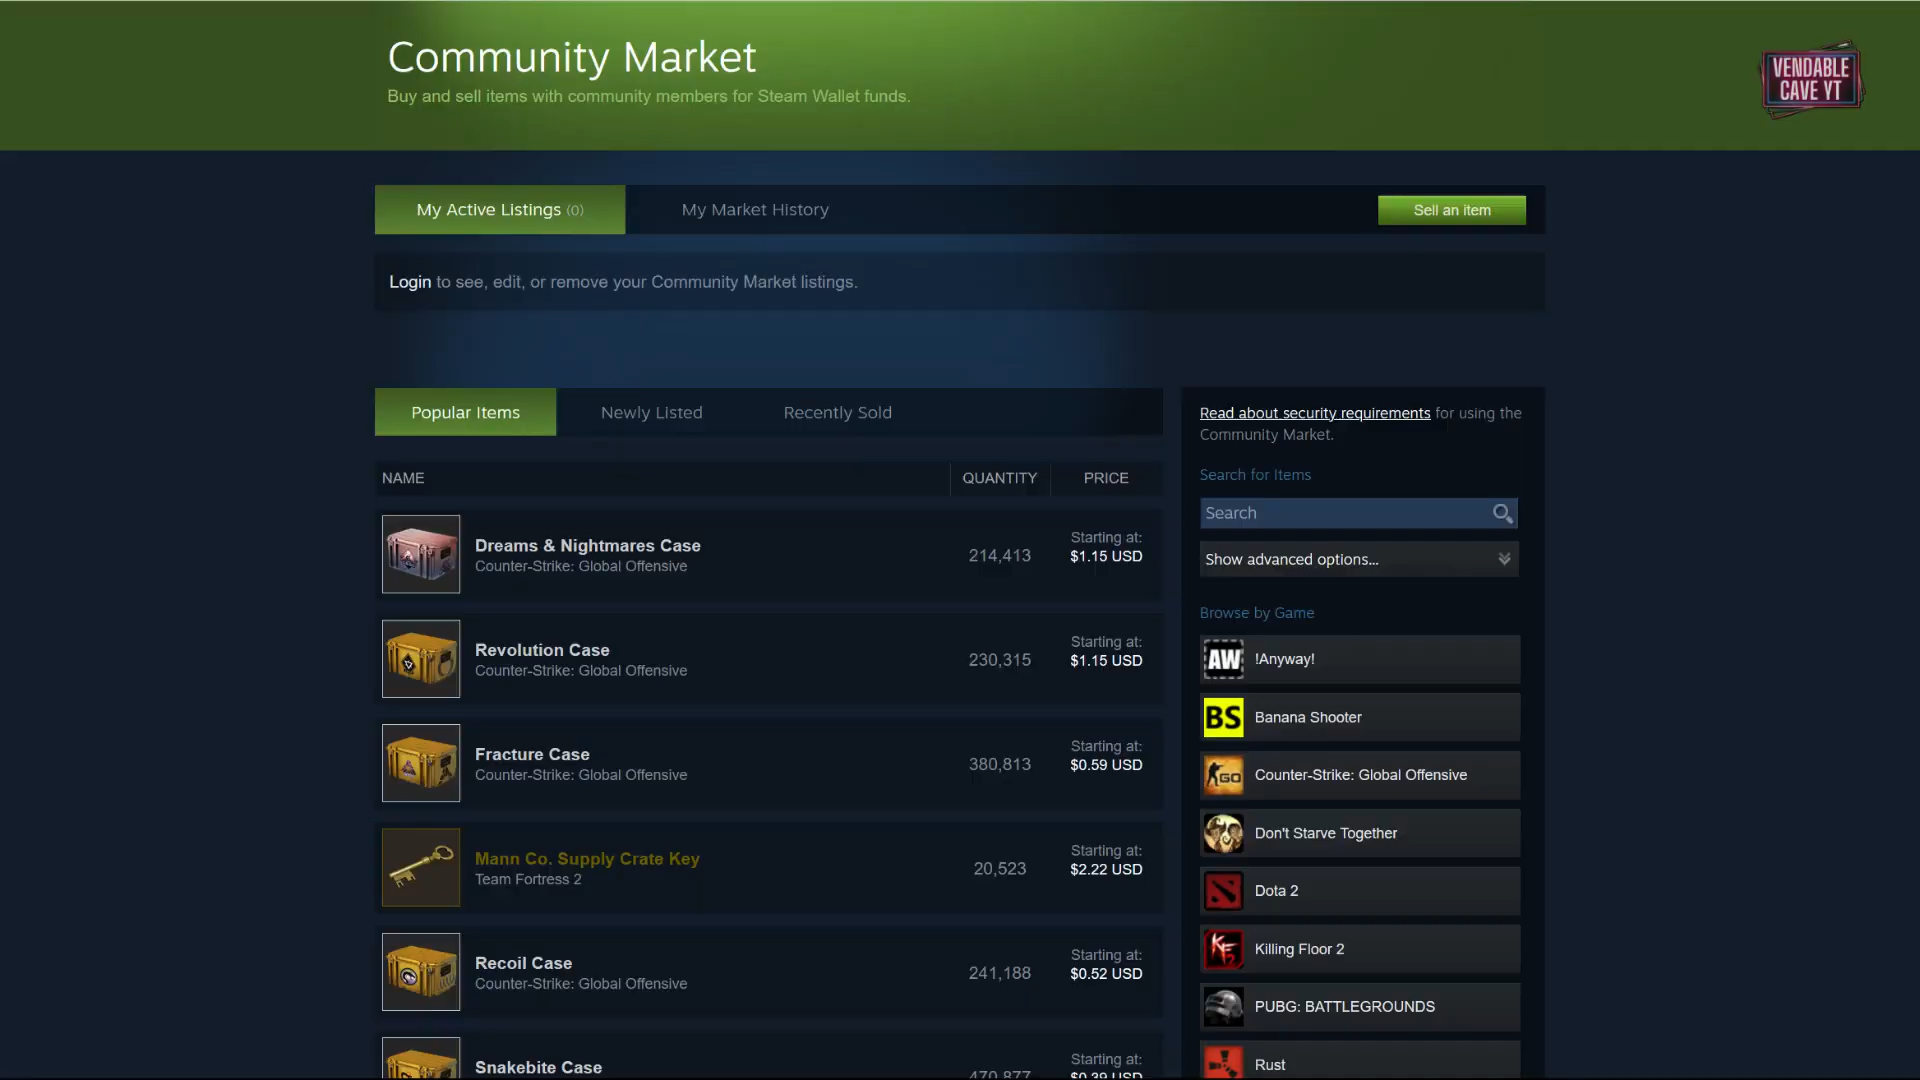 Community Market
Buy and sell items with community members for Steam Wallet funds.
VENDABLE
CAVE YT
My Active Listings (0)
My Market History
Sell an item
Login to see, edit, or remove your Community Market listings.
Popular Items
Newly Listed
Recently Sold
NAME
QUANTITY
PRICE
Dreams & Nightmares Case
Counter-Strike: Global Offensive
214,413
Starting at:
$1.15 USD
Revolution Case
Counter-Strike: Global Offensive
230,315
Starting at:
$1.15 USD
Fracture Case
Counter-Strike: Global Offensive
380,813
Starting at:
$0.59 USD
Mann Co. Supply Crate Key
Team Fortress 2
20,523
Starting at:
$2.22 USD
Recoil Case
Counter-Strike: Global Offensive
241,188
Starting at:
$0.52 USD
Snakebite Case
470,877
Starting at:
$0.39 USD
Read about security requirements for using the
Community Market.
Search for Items
Search
Show advanced options...
Browse by Game
AW
!Anyway!
BS
Banana Shooter
GO
Counter-Strike: Global Offensive
Don't Starve Together
Dota 2
KF2
Killing Floor 2
PUBG: BATTLEGROUNDS
Rust